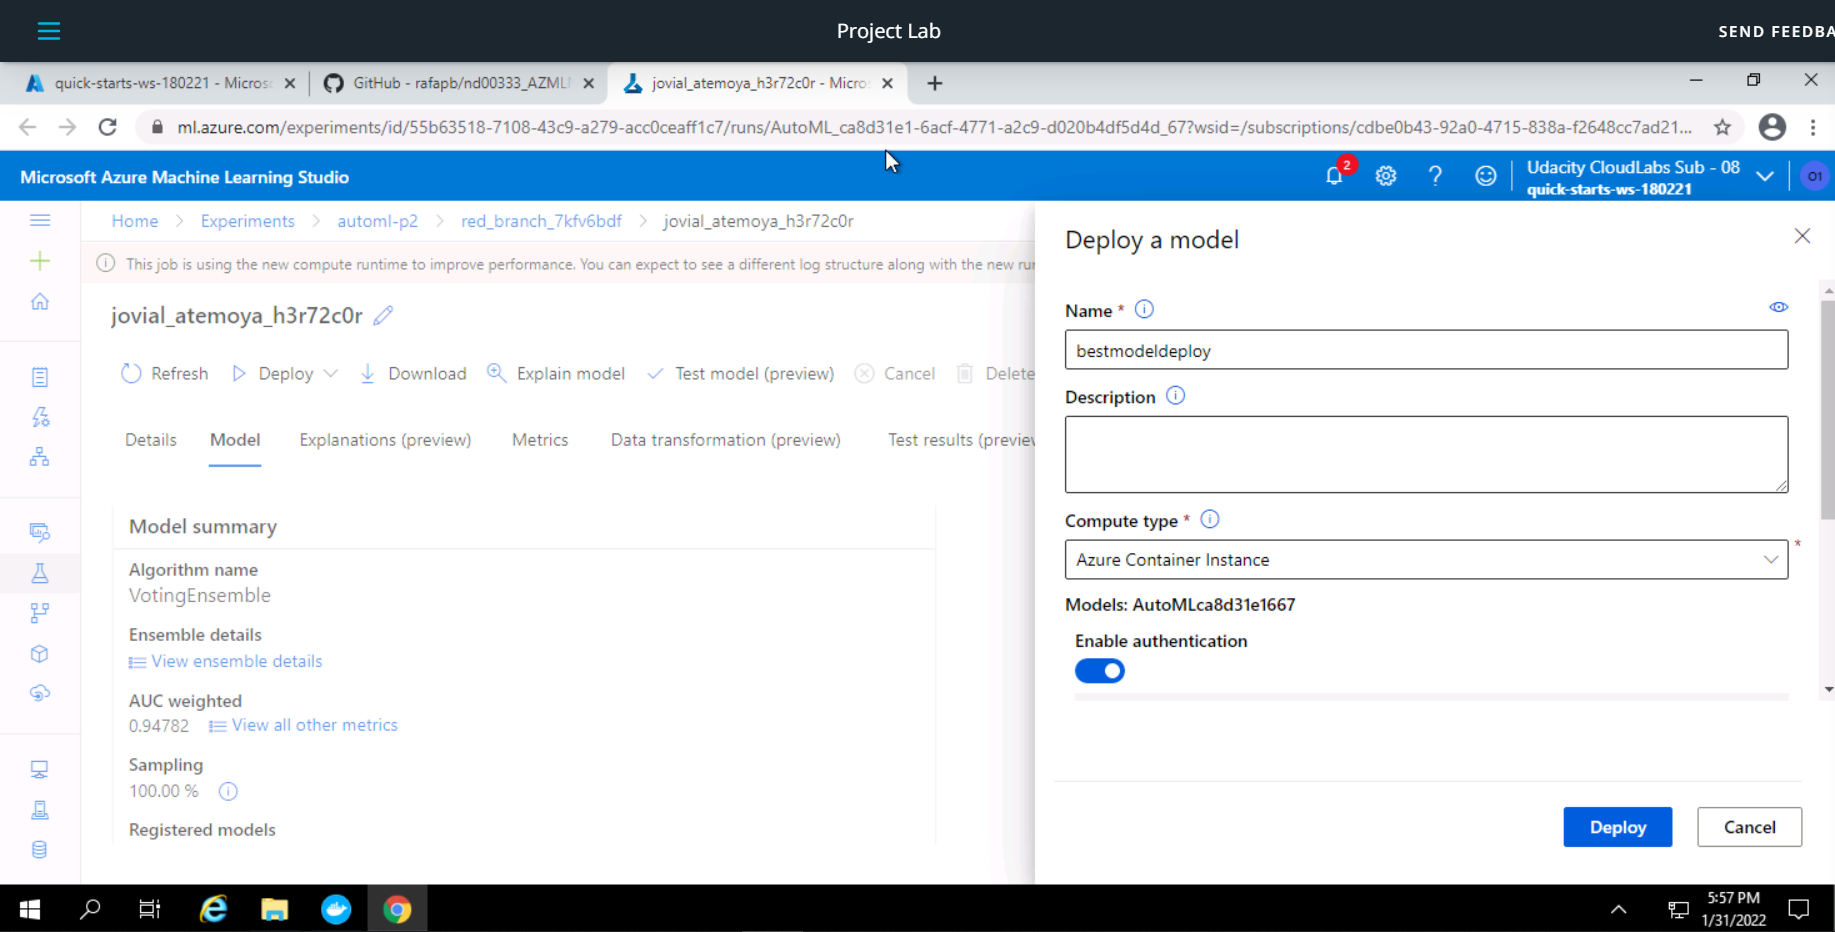 Project Lab
SEND FEEDBA
quick-starts-ws-180221 - Micros
GitHub - rafapb/nd00333_AZML
jovial_atemoya_h3r72c0r - Micro
ml.azure.com/experiments/id/55b63518-7108-43c9-a279-acc0ceaff1c7/runs/AutoML_ca8d31e1-6acf-4771-a2c9-d020b4df5d4d_67?wsid=/subscriptions/cdbe0b43-92a0-4715-838a-f2648cc7ad21...
Microsoft Azure Machine Learning Studio
2
Udacity CloudLabs Sub - 08
quick-starts-ws-180221
O1
Home > Experiments > automl-p2 > red_branch_7kfv6bdf > jovial_atemoya_h3r72c0r
This job is using the new compute runtime to improve performance. You can expect to see a different log structure along with the new ru
jovial_atemoya_h3r72c0r
Refresh Deploy Download Explain model Test model (preview) Cancel Delete
Details Model Explanations (preview) Metrics Data transformation (preview) Test results (previe
Model summary
Algorithm name
VotingEnsemble
Ensemble details
View ensemble details
AUC weighted
0.94782 View all other metrics
Sampling
100.00 %
Registered models
Deploy a model
Name *
bestmodeldeploy
Description
Compute type *
Azure Container Instance
*
Models: AutoMLca8d31e1667
Enable authentication
Deploy
Cancel
5:57 PM
1/31/2022